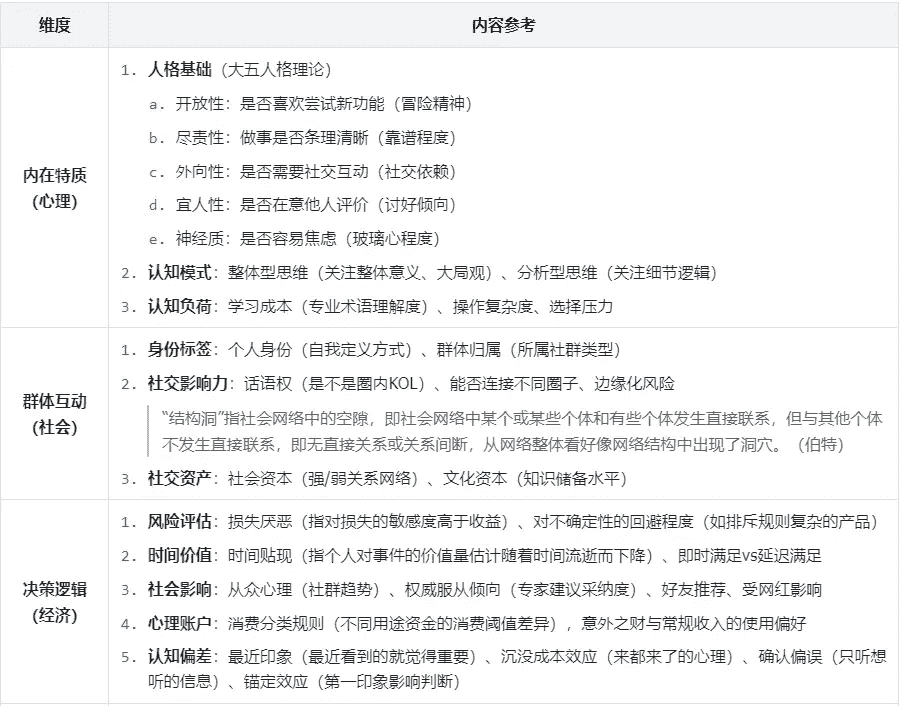 维度
内容参考
内在特质
(心理)
1. 人格基础（大五人格理论）
a. 开放性：是否喜欢尝试新功能（冒险精神）
b. 尽责性：做事是否条理清晰（靠谱程度）
c. 外向性：是否需要社交互动（社交依赖）
d. 宜人性：是否在意他人评价（讨好倾向）
e. 神经质：是否容易焦虑（玻璃心程度）
2. 认知模式：整体型思维（关注整体意义、大局观）、分析型思维（关注细节逻辑）
3. 认知负荷：学习成本（专业术语理解度）、操作复杂度、选择压力
群体互动
(社会)
1. 身份标签：个人身份（自我定义方式）、群体归属（所属社群类型）
2. 社交影响力：话语权（是不是圈内KOL）、能否连接不同圈子、边缘化风险
“结构洞”指社会网络中的空隙，即社会网络中某个或某些个体和有些个体发生直接联系，但与其他个体
不发生直接联系，即无直接关系或关系间断，从网络整体看好像网络结构中出现了洞穴。（伯特）
3. 社交资产：社会资本（强/弱关系网络）、文化资本（知识储备水平）
决策逻辑
(经济)
1. 风险评估：损失厌恶（指对损失的敏感度高于收益）、对不确定性的回避程度（如排斥规则复杂的产品）
2. 时间价值：时间贴现（指个人对事件的价值量估计随着时间流逝而下降）、即时满足vs延迟满足
3. 社会影响：从众心理（社群趋势）、权威服从倾向（专家建议采纳度）、好友推荐、受网红影响
4. 心理账户：消费分类规则（不同用途资金的消费阈值差异），意外之财与常规收入的使用偏好
5. 认知偏差：最近印象（最近看到的就觉得重要）、沉没成本效应（来都来了的心理）、确认偏误（只听想
听的信息）、锚定效应（第一印象影响判断）